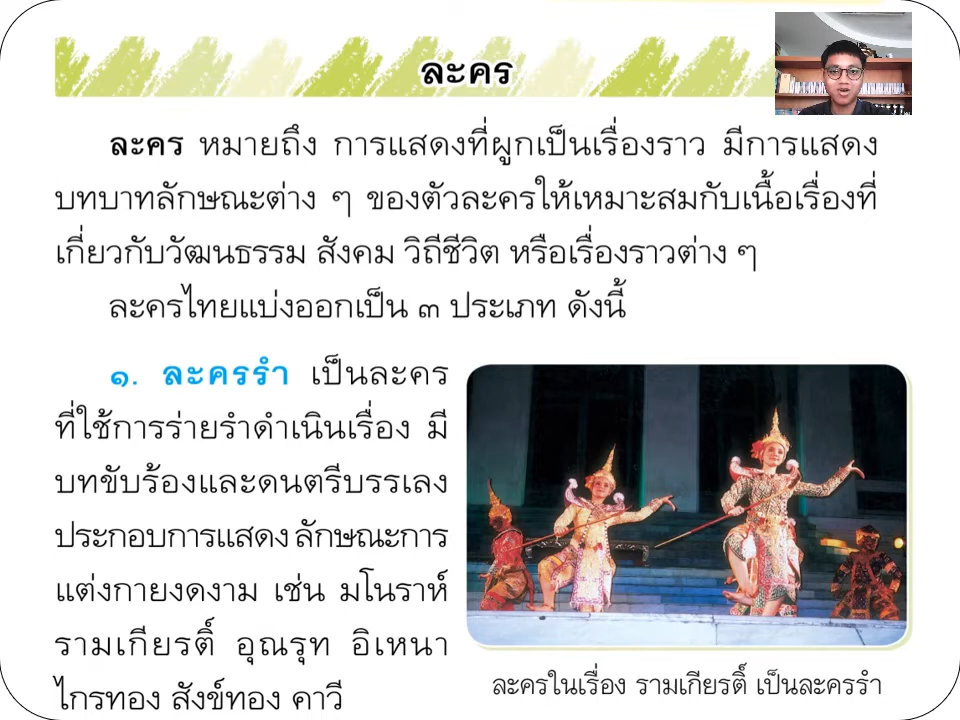 ละคร
ละคร หมายถึง การแสดงที่ผูกเป็นเรื่องราว มีการแสดง
บทบาทลักษณะต่าง ๆ ของตัวละครให้เหมาะสมกับเนื้อเรื่องที่
เกี่ยวกับวัฒนธรรม สังคม วิถีชีวิต หรือเรื่องราวต่าง ๆ
ละครไทยแบ่งออกเป็น ๓ ประเภท ดังนี้
๑. ละครรำ เป็นละคร
ที่ใช้การร่ายรำดำเนินเรื่อง มี
บทขับร้องและดนตรีบรรเลง
ประกอบการแสดง ลักษณะการ
แต่งกายงดงาม เช่น มโนราห์
รามเกียรติ์ อุณรุท อิเหนา
ไกรทอง สังข์ทอง คาวี
ละครในเรื่อง รามเกียรติ์ เป็นละครรำ